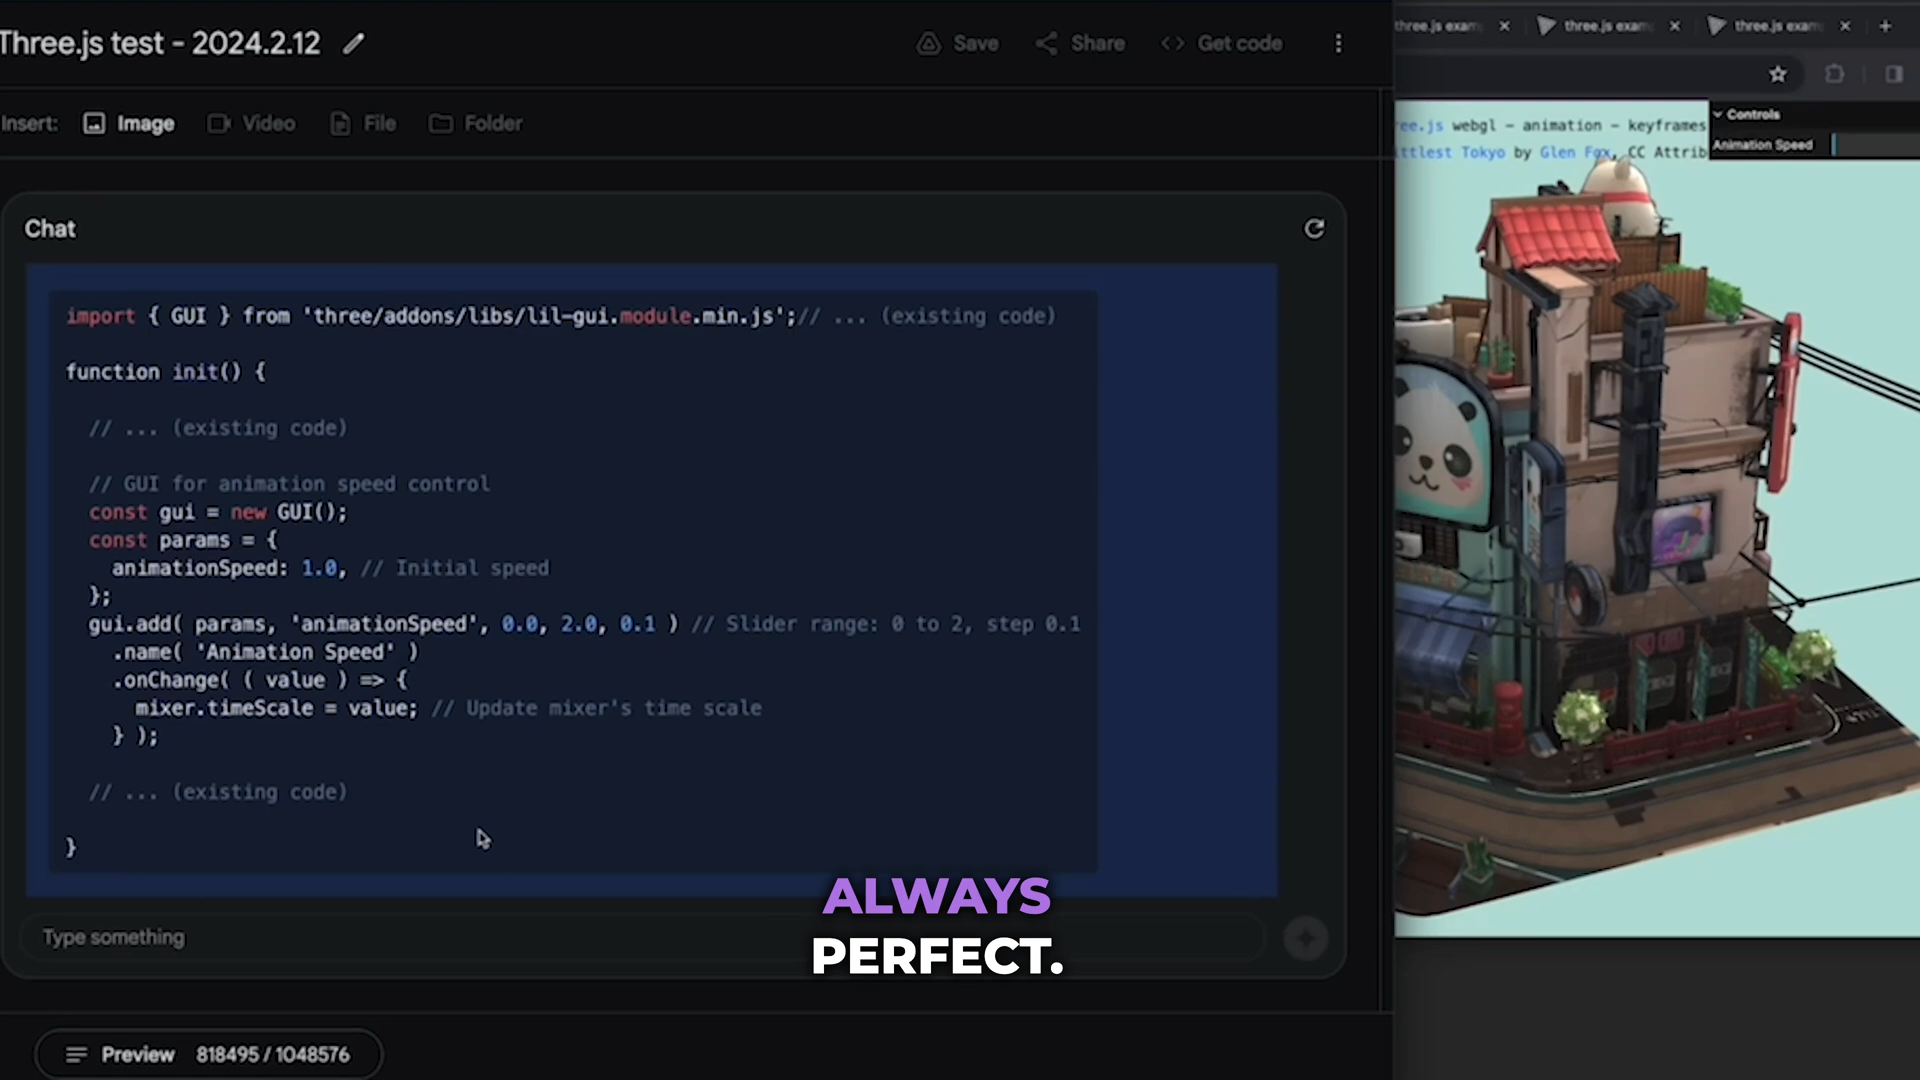 Three.js test - 2024.2.12
Save
Share
Get code
Insert:
Image
Video
File
Folder
Chat
import { GUI } from 'three/addons/libs/lil-gui.module.min.js';// ... (existing code)
function init() {
// ... (existing code)
// GUI for animation speed control
const gui = new GUI();
const params = {
animationSpeed: 1.0, // Initial speed
};
gui.add( params, 'animationSpeed', 0.0, 2.0, 0.1 ) // Slider range: 0 to 2, step 0.1
.name( 'Animation Speed' )
.onChange( ( value ) => {
mixer.timeScale = value; // Update mixer's time scale
} );
// ... (existing code)
}
ALWAYS
PERFECT.
Type something
Preview 818495 / 1048576
three.js exam
three.js exam
three.js exam
ree.js webgl - animation - keyframes
ittlest Tokyo by Glen Fox, CC Attrib
Controls
Animation Speed